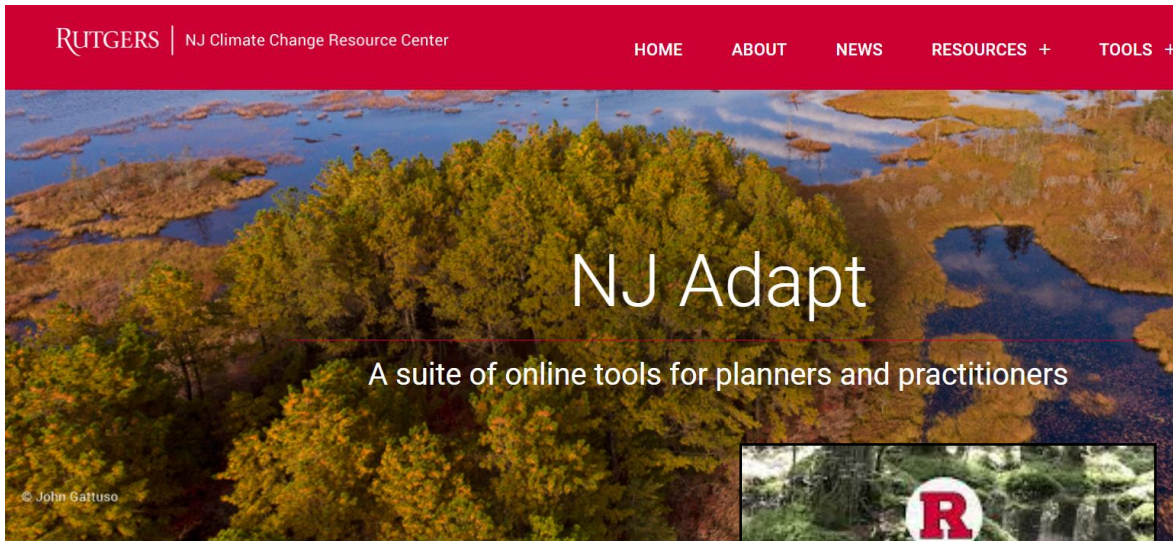 RUTGERS | NJ Climate Change Resource Center
HOME ABOUT NEWS RESOURCES + TOOLS +
NJ Adapt
A suite of online tools for planners and practitioners
© John Gattuso
R